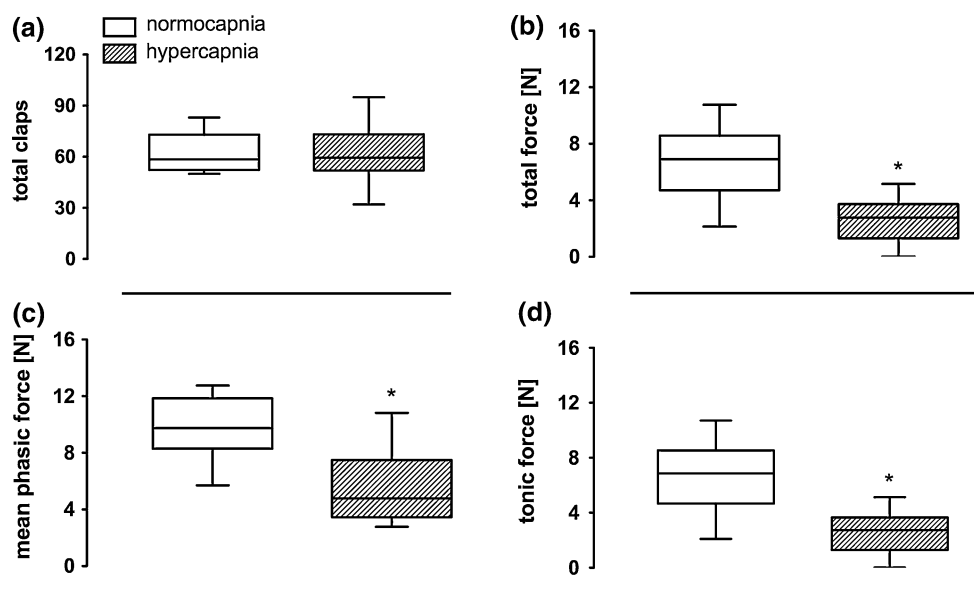 (a)
normocapnia
hypercapnia
total claps
120
90
60
30
0
(b)
total force [N]
16
12
8
4
0
*
(c)
mean phasic force [N]
16
12
8
4
0
*
(d)
tonic force [N]
16
12
8
4
0
*